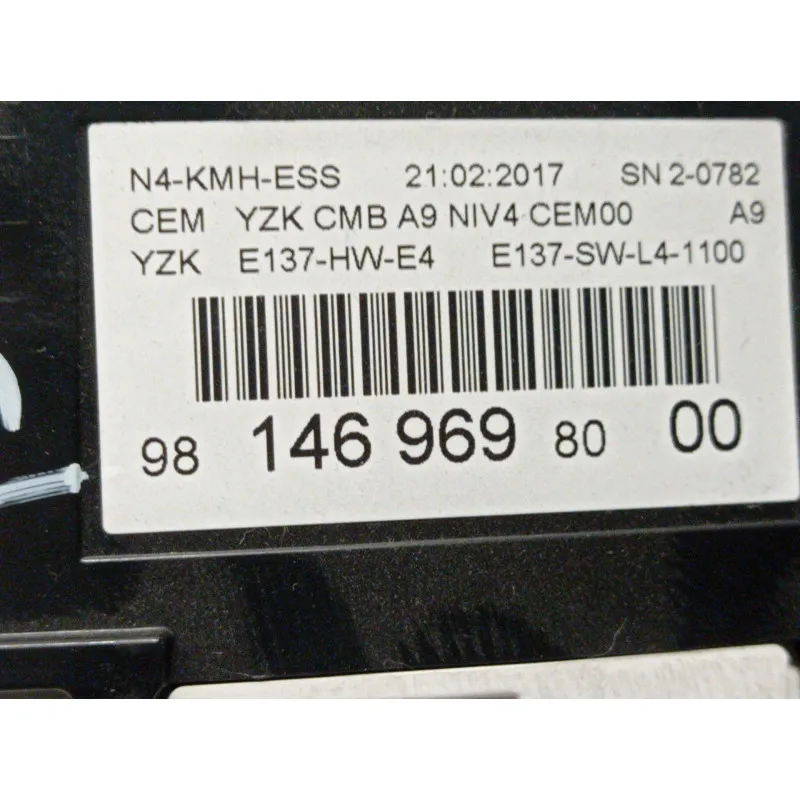 N4-KMH-ESS 21:02:2017 SN 2-0782
CEM YZK CMB A9 NIV4 CEM00 A9
YZK E137-HW-E4 E137-SW-L4-1100
98 146 969 80 00